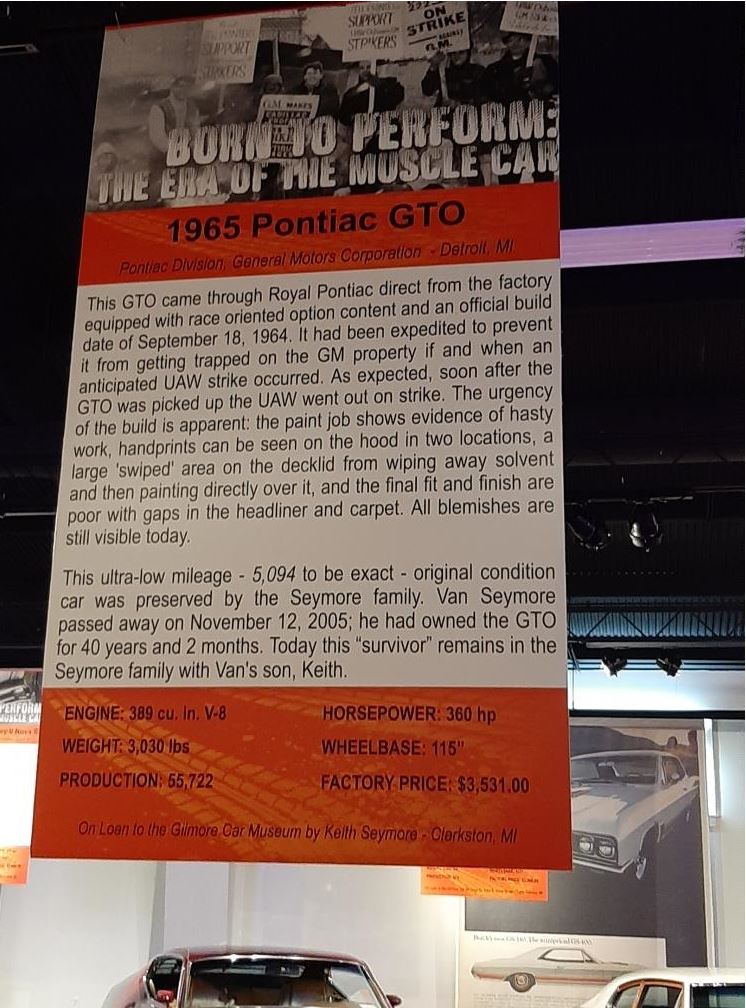 SUPPORT
STRIKERS
SUPPORT
STRIKERS
ON
STRIKE
AGAINST
G.M.
G.M. MAKES
BORN TO PERFORM:
THE ERA OF THE MUSCLE CAR
1965 Pontiac GTO
Pontiac Division, General Motors Corporation - Detroit, MI
This GTO came through Royal Pontiac direct from the factory
equipped with race oriented option content and an official build
date of September 18, 1964. It had been expedited to prevent
it from getting trapped on the GM property if and when an
anticipated UAW strike occurred. As expected, soon after the
GTO was picked up the UAW went out on strike. The urgency
of the build is apparent: the paint job shows evidence of hasty
work, handprints can be seen on the hood in two locations, a
large 'swiped' area on the decklid from wiping away solvent
and then painting directly over it, and the final fit and finish are
poor with gaps in the headliner and carpet. All blemishes are
still visible today.
This ultra-low mileage - 5,094 to be exact - original condition
car was preserved by the Seymore family. Van Seymore
passed away on November 12, 2005; he had owned the GTO
for 40 years and 2 months. Today this “survivor” remains in the
Seymore family with Van's son, Keith.
ENGINE: 389 cu. in. V-8
HORSEPOWER: 360 hp
WEIGHT: 3,030 lbs
WHEELBASE: 115"
PRODUCTION: 55,722
FACTORY PRICE: $3,531.00
On Loan to the Gilmore Car Museum by Keith Seymore - Clarkston, MI
PERFORM
MUSCLE CAR